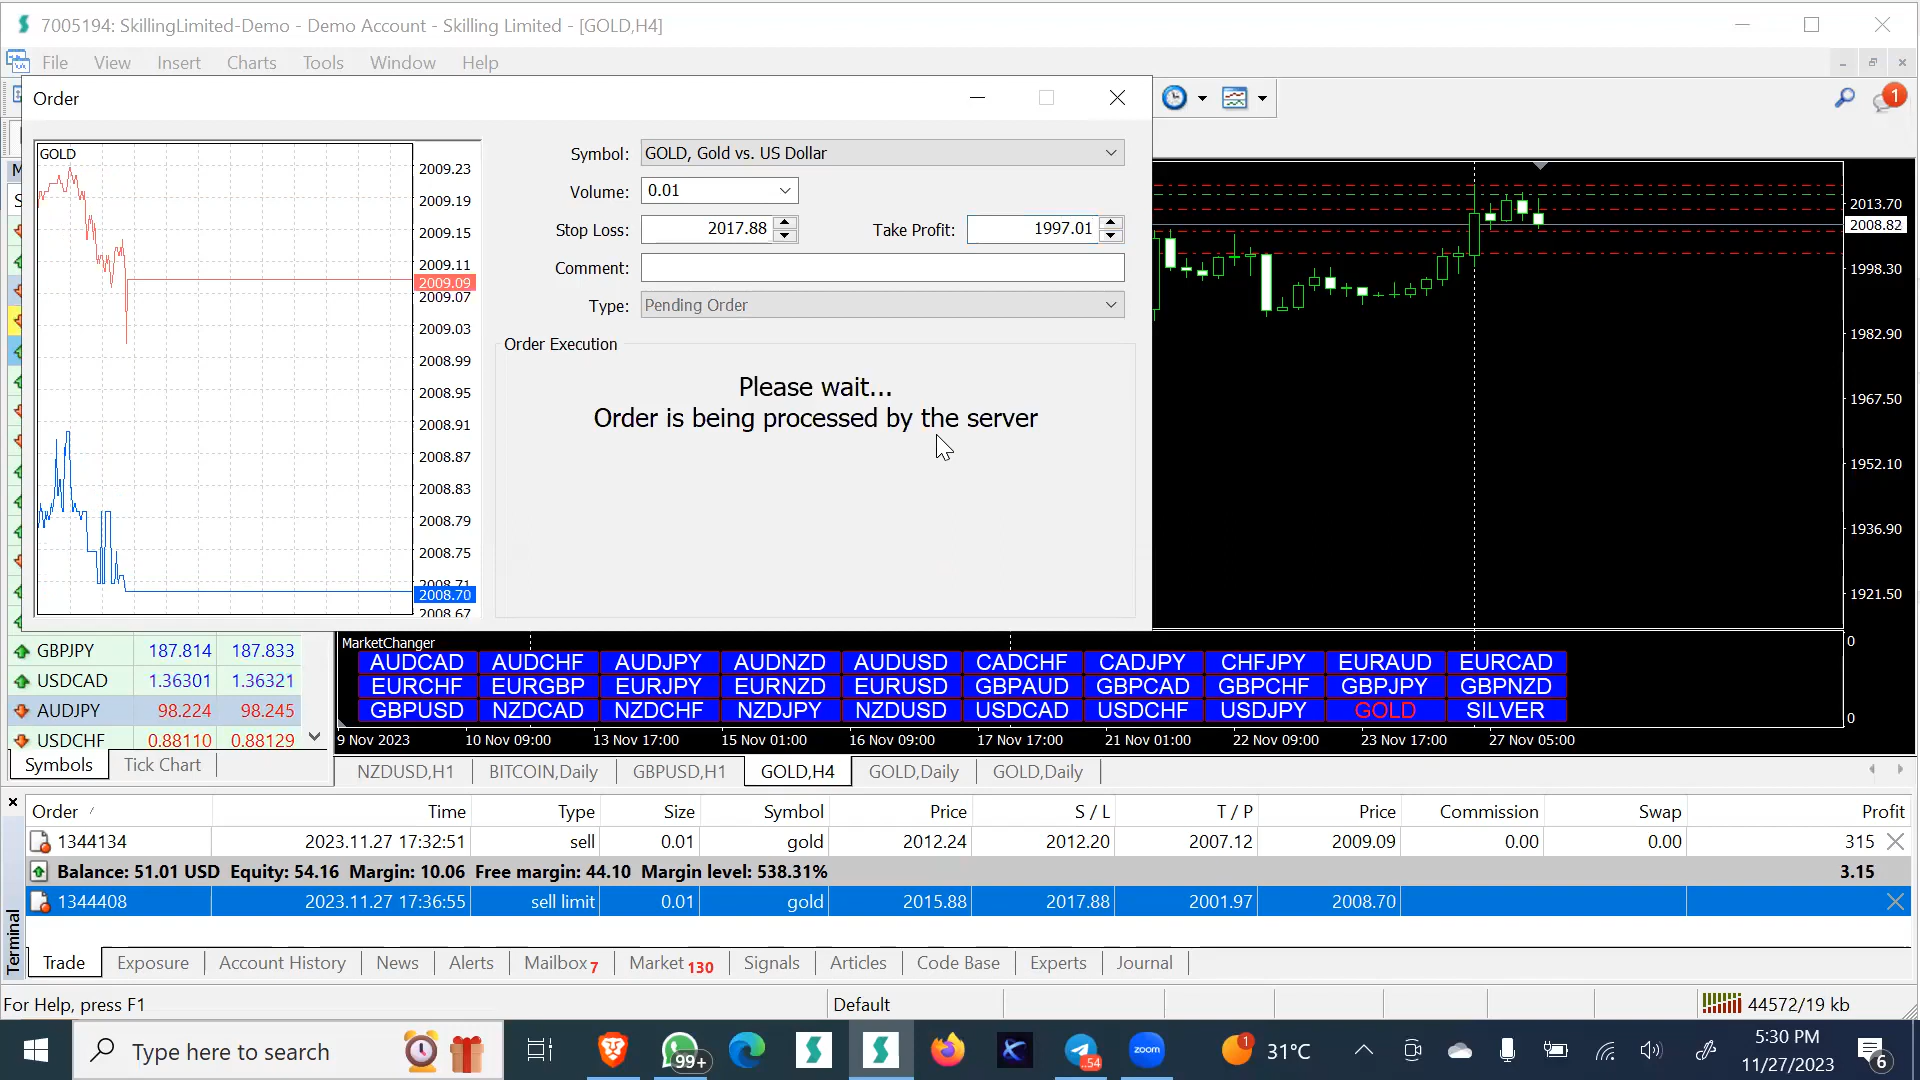 7005194: SkillingLimited-Demo - Demo Account - Skilling Limited - [GOLD,H4]
File View Insert Charts Tools Window Help
Order
1
GOLD
2009.23
2009.19
2009.15
2009.11
2009.09
2009.07
2009.03
2008.99
2008.95
2008.91
2008.87
2008.83
2008.79
2008.75
2008.71
2008.70
2008.67
Symbol: GOLD, Gold vs. US Dollar
Volume: 0.01
Stop Loss: 2017.88 Take Profit: 1997.01
Comment:
Type: Pending Order
Order Execution
Please wait...
Order is being processed by the server
2013.70
2008.82
1998.30
1982.90
1967.50
1952.10
1936.90
1921.50
0
0
GBPJPY 187.814 187.833
USDCAD 1.36301 1.36321
AUDJPY 98.224 98.245
USDCHF 0.88110 0.88129
Symbols Tick Chart
MarketChanger
AUDCAD AUDCHF AUDJPY AUDNZD AUDUSD CADCHF CADJPY CHFJPY EURAUD EURCAD
EURCHF EURGBP EURJPY EURNZD EURUSD GBPAUD GBPCAD GBPCHF GBPJPY GBPNZD
GBPUSD NZDCAD NZDCHF NZDJPY NZDUSD USDCAD USDCHF USDJPY GOLD SILVER
9 Nov 2023 10 Nov 09:00 13 Nov 17:00 15 Nov 01:00 16 Nov 09:00 17 Nov 17:00 21 Nov 01:00 22 Nov 09:00 23 Nov 17:00 27 Nov 05:00
NZDUSD,H1 BITCOIN,Daily GBPUSD,H1 GOLD,H4 GOLD,Daily GOLD,Daily
Order Time Type Size Symbol Price S / L T / P Price Commission Swap Profit
1344134 2023.11.27 17:32:51 sell 0.01 gold 2012.24 2012.20 2007.12 2009.09 0.00 0.00 315
Balance: 51.01 USD Equity: 54.16 Margin: 10.06 Free margin: 44.10 Margin level: 538.31% 3.15
1344408 2023.11.27 17:36:55 sell limit 0.01 gold 2015.88 2017.88 2001.97 2008.70
Terminal
Trade Exposure Account History News Alerts Mailbox 7 Market 130 Signals Articles Code Base Experts Journal
For Help, press F1 Default 44572/19 kb
Type here to search 99+ 54 zoom 1 31°C 5:30 PM
11/27/2023 6